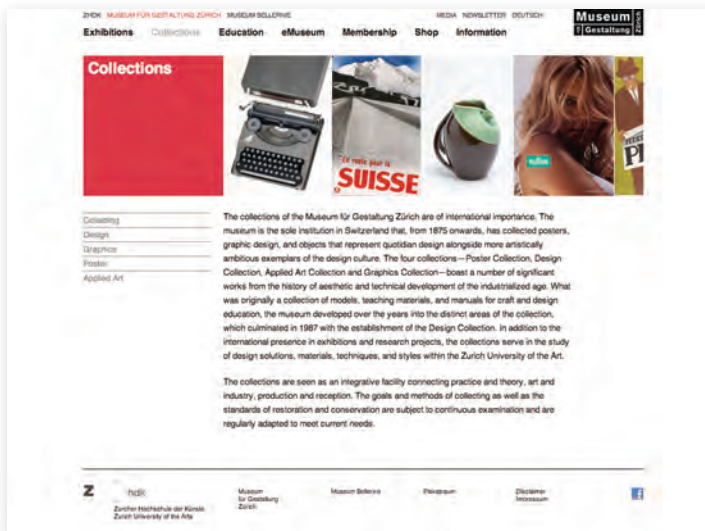 ZHDK MUSEUM FÜR GESTALTUNG ZÜRICH MUSEUM BELLERIVE MEDIA NEWSLETTER DEUTSCH
Museum
Gestaltung
Zürich
Exhibitions Collections Education eMuseum Membership Shop Information
Collections
En route pour la
SUISSE
Collecting
Design
Graphics
Poster
Applied Art
The collections of the Museum für Gestaltung Zürich are of international importance. The
museum is the sole institution in Switzerland that, from 1875 onwards, has collected posters,
graphic design, and objects that represent quotidian design alongside more artistically
ambitious exemplars of the design culture. The four collections—Poster Collection, Design
Collection, Applied Art Collection and Graphics Collection—boast a number of significant
works from the history of aesthetic and technical development of the industrialized age. What
was originally a collection of models, teaching materials, and manuals for craft and design
education, the museum developed over the years into the distinct areas of the collection,
which culminated in 1987 with the establishment of the Design Collection. In addition to the
international presence in exhibitions and research projects, the collections serve in the study
of design solutions, materials, techniques, and styles within the Zurich University of the Art.
The collections are seen as an integrative facility connecting practice and theory, art and
industry, production and reception. The goals and methods of collecting as well as the
standards of restoration and conservation are subject to continuous examination and are
regularly adapted to meet current needs.
Z hdk
Zürcher Hochschule der Künste
Zurich University of the Arts
Museum
für Gestaltung
Zürich
Museum Bellerive
Plakatraum
Disclaimer
Impressum
f